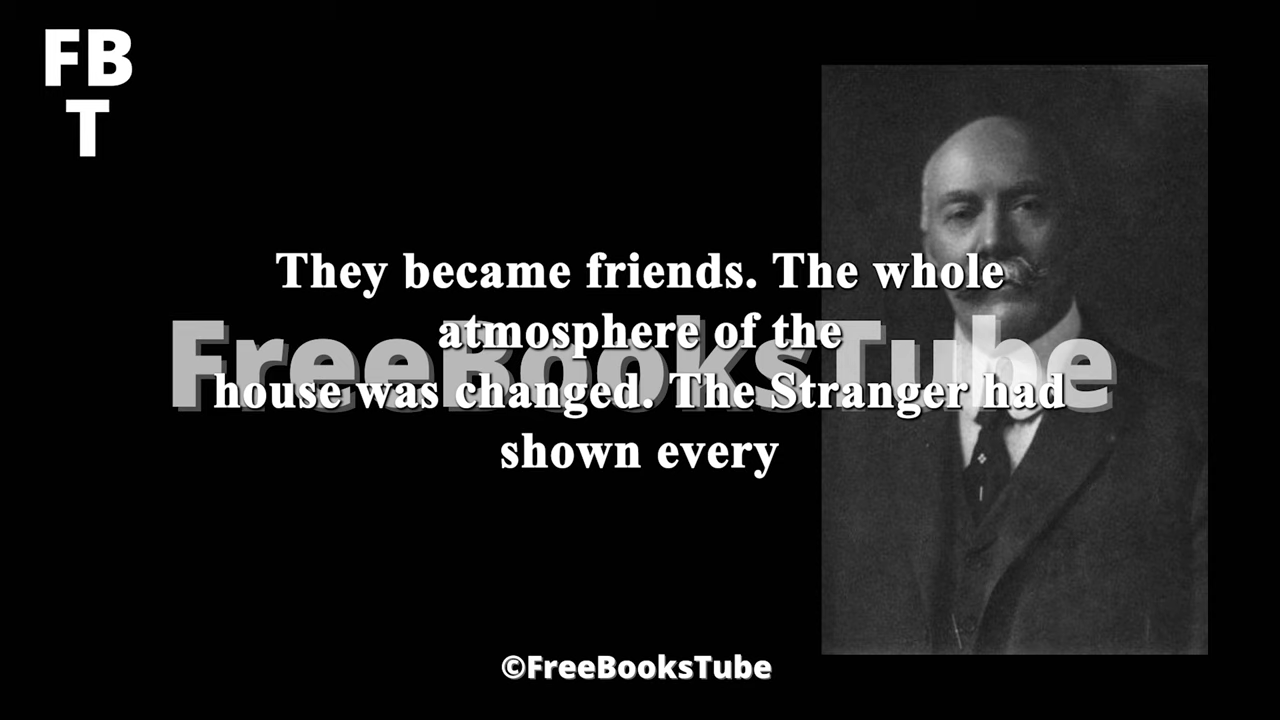 FB
T
They became friends. The whole
atmosphere of the
FreeBooksTube
house was changed. The Stranger had
shown every
©FreeBooksTube